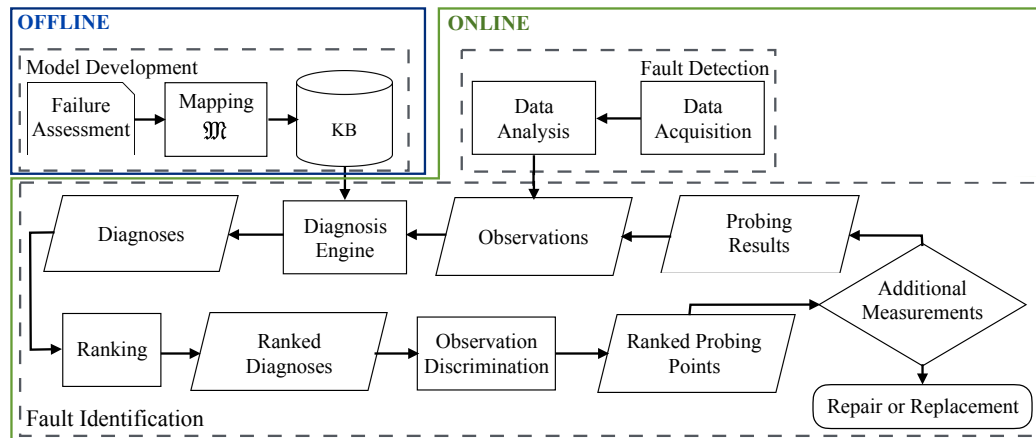 OFFLINE
ONLINE
Model Development
Failure
Assessment
Mapping
𝔐
KB
Fault Detection
Data
Analysis
Data
Acquisition
Diagnoses
Diagnosis
Engine
Observations
Probing
Results
Additional
Measurements
Ranking
Ranked
Diagnoses
Observation
Discrimination
Ranked Probing
Points
Repair or Replacement
Fault Identification